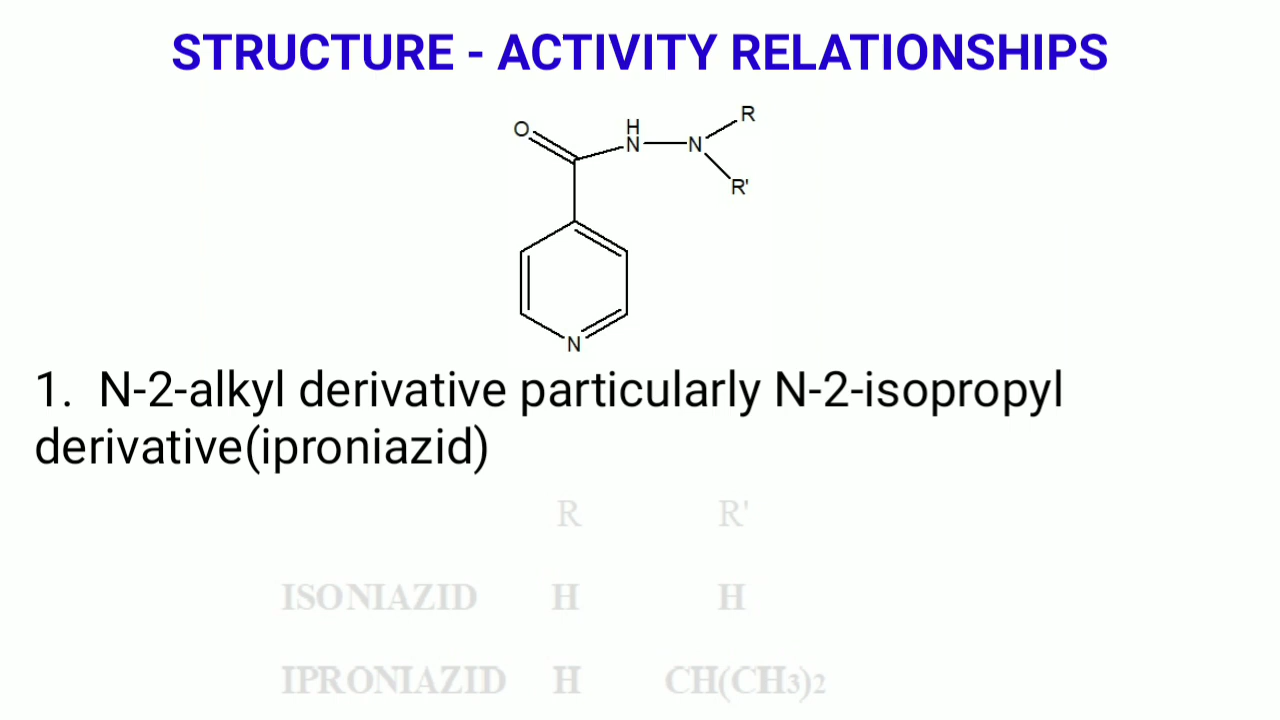 STRUCTURE - ACTIVITY RELATIONSHIPS
O
H
N
N
R
R'
N
1. N-2-alkyl derivative particularly N-2-isopropyl
derivative(iproniazid)
R R'
ISONIAZID H H
IPRONIAZID H CH(CH3)2